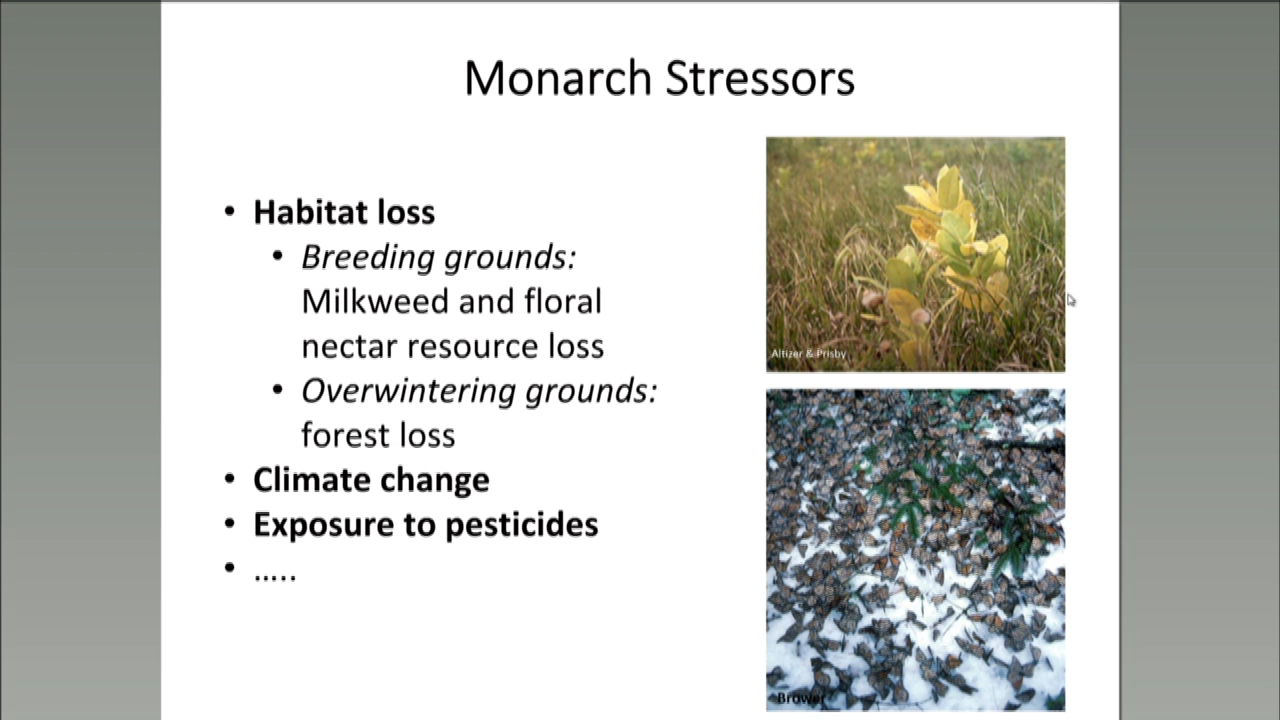 Monarch Stressors
• Habitat loss
• Breeding grounds:
Milkweed and floral
nectar resource loss
• Overwintering grounds:
forest loss
• Climate change
• Exposure to pesticides
• …..
Altizer & Prisby
Brower